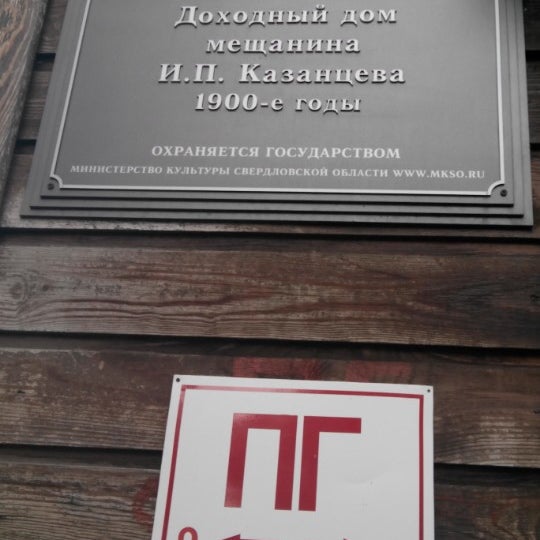 Доходный дом
мещанина
И.П. Казанцева
1900-е годы
ОХРАНЯЕТСЯ ГОСУДАРСТВОМ
МИНИСТЕРСТВО КУЛЬТУРЫ СВЕРДЛОВСКОЙ ОБЛАСТИ WWW.MKSO.RU
ПГ